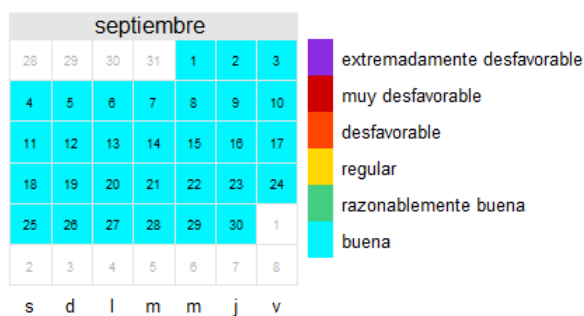 septiembre
28 29 30 31 1 2 3
4 5 6 7 8 9 10
11 12 13 14 15 16 17
18 19 20 21 22 23 24
25 26 27 28 29 30 1
2 3 4 5 6 7 8
s d l m m j v
extremadamente desfavorable
muy desfavorable
desfavorable
regular
razonablemente buena
buena